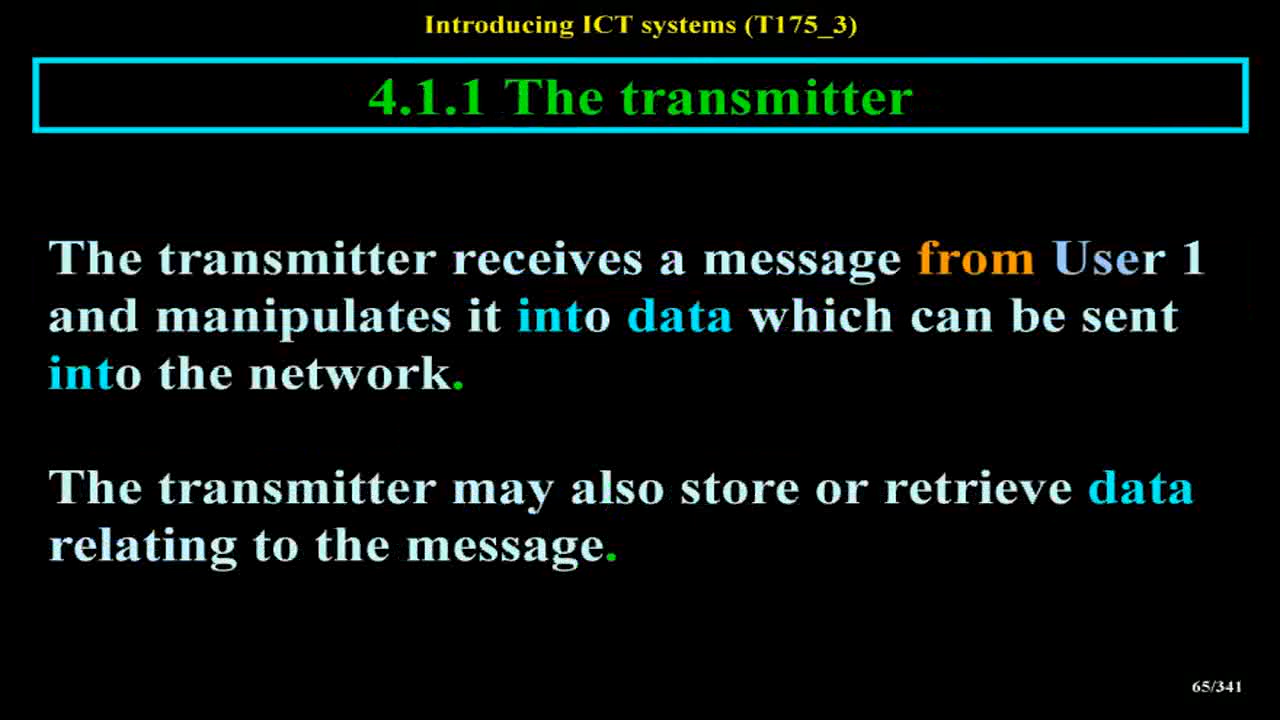 Introducing ICT systems (T175_3)
4.1.1 The transmitter
The transmitter receives a message from User 1
and manipulates it into data which can be sent
into the network.
The transmitter may also store or retrieve data
relating to the message.
65/341